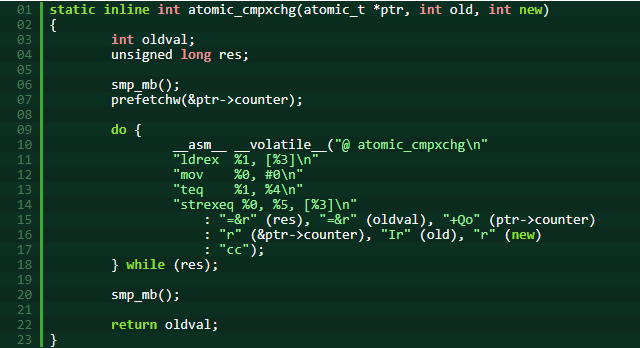 01 static inline int atomic_cmpxchg(atomic_t *ptr, int old, int new)
02 {
03         int oldval;
04         unsigned long res;
05
06         smp_mb();
07         prefetchw(&ptr->counter);
08
09         do {
10                 __asm__ __volatile__("@ atomic_cmpxchg\n"
11                 "ldrex  %1, [%3]\n"
12                 "mov    %0, #0\n"
13                 "teq    %1, %4\n"
14                 "strexeq %0, %5, [%3]\n"
15                     : "=&r" (res), "=&r" (oldval), "+Qo" (ptr->counter)
16                     : "r" (&ptr->counter), "Ir" (old), "r" (new)
17                     : "cc");
18         } while (res);
19
20         smp_mb();
21
22         return oldval;
23 }